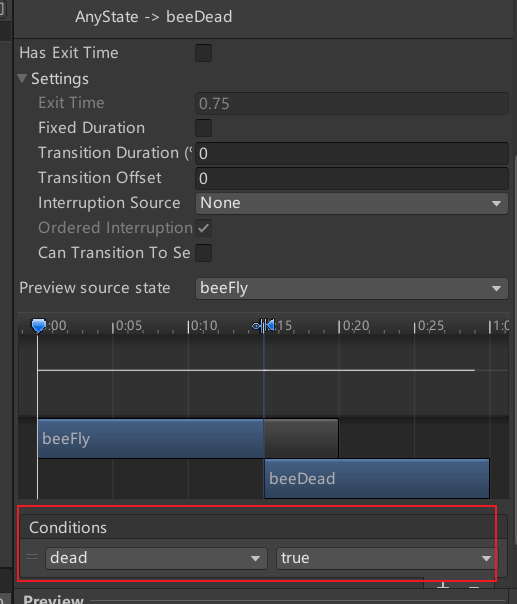 AnyState -> beeDead
Has Exit Time
Settings
Exit Time 0.75
Fixed Duration
Transition Duration (% 0
Transition Offset 0
Interruption Source None
Ordered Interruption
Can Transition To Se
Preview source state beeFly
:00 0:05 0:10 :15 0:20 0:25 1:0
beeFly
beeDead
Conditions
dead true
Preview